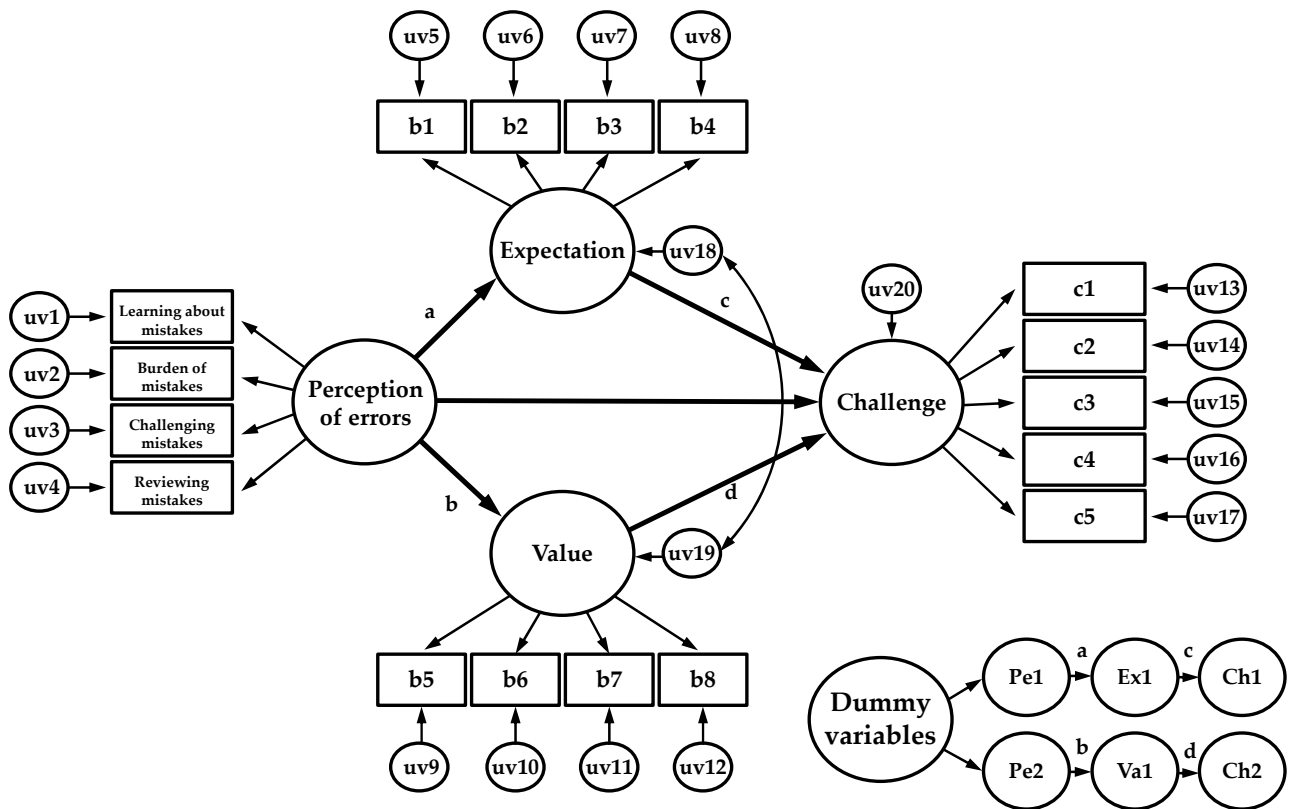 uv5
uv6
uv7
uv8
b1
b2
b3
b4
Expectation
uv18
a
c
uv20
uv1
Learning about
mistakes
uv2
Burden of
mistakes
uv3
Challenging
mistakes
uv4
Reviewing
mistakes
Perception
of errors
Challenge
c1
uv13
c2
uv14
c3
uv15
c4
uv16
c5
uv17
b
d
Value
uv19
b5
b6
b7
b8
uv9
uv10
uv11
uv12
Dummy
variables
Pe1
a
Ex1
c
Ch1
Pe2
b
Va1
d
Ch2